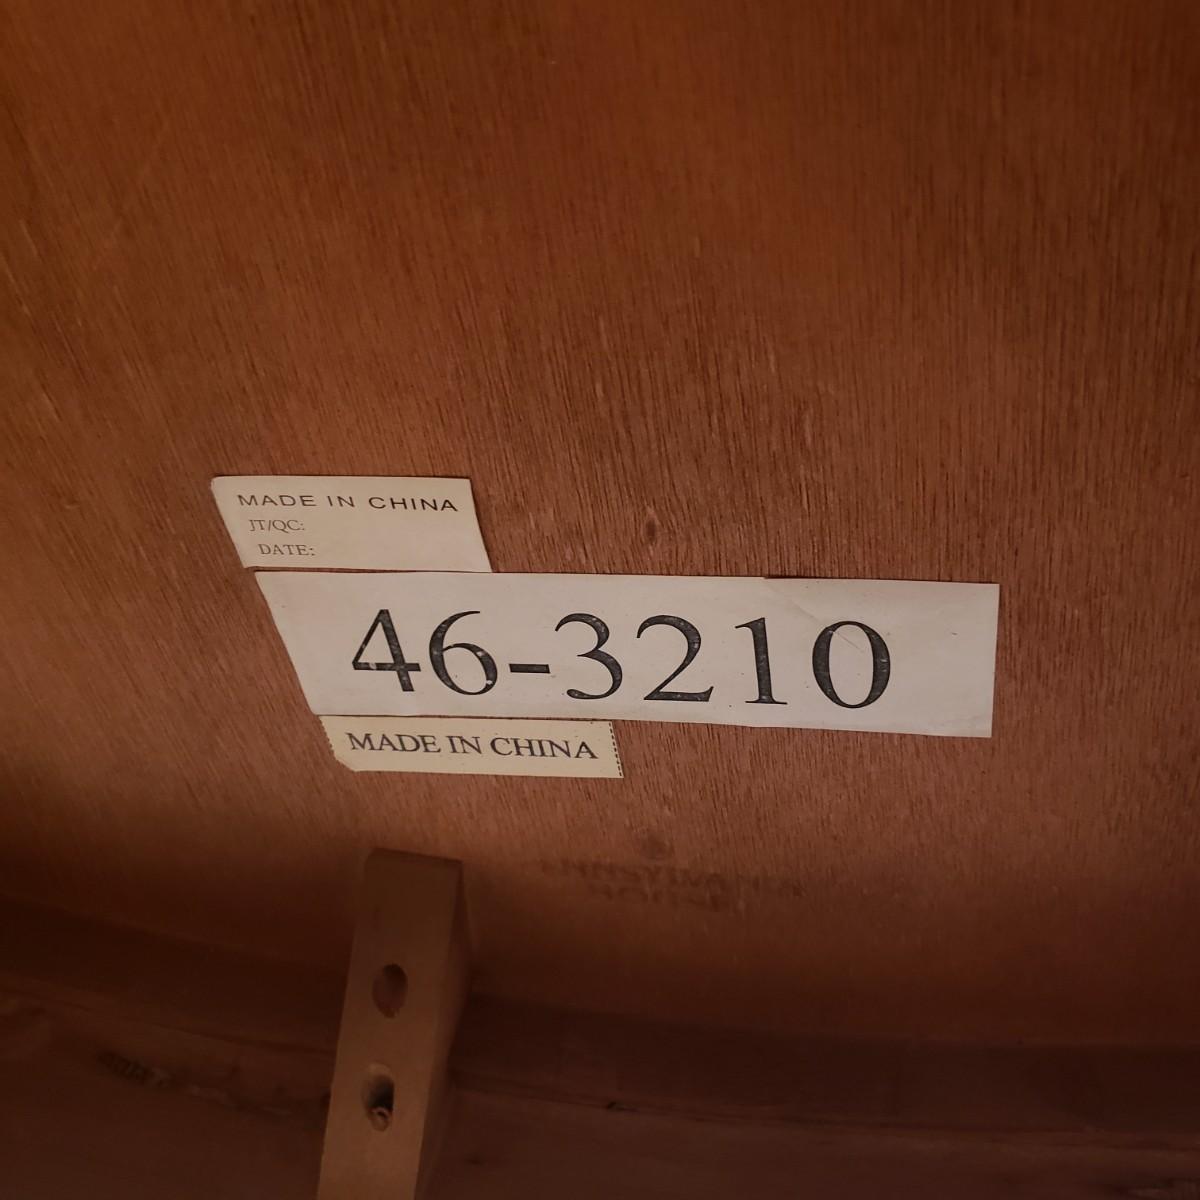 MADE IN CHINA
JT/QC:
DATE:
46-3210
MADE IN CHINA